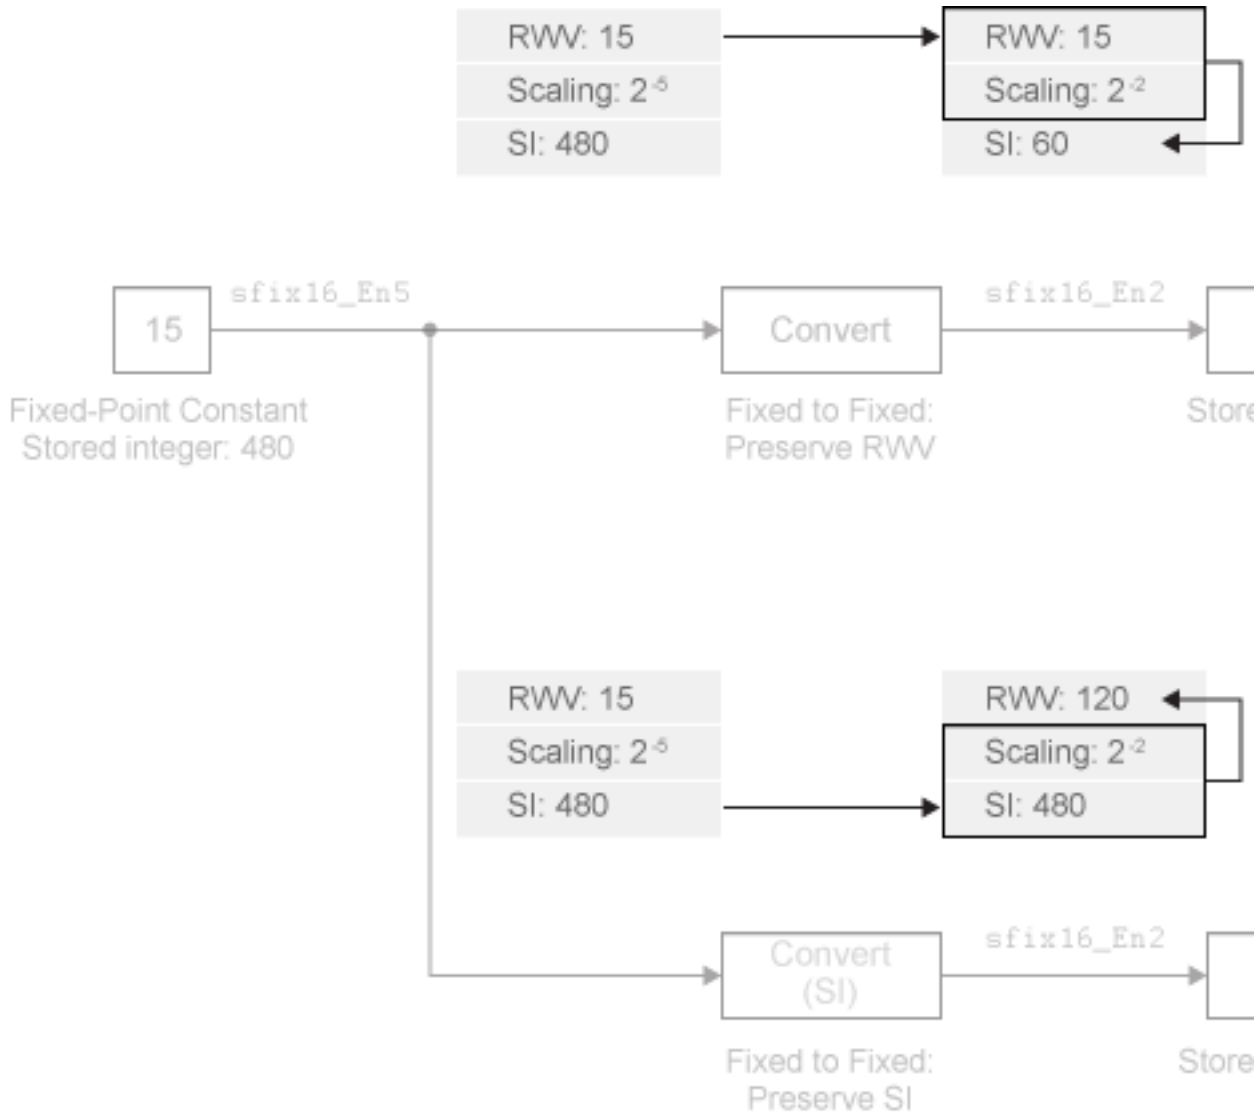 RWV: 15
Scaling: 2⁻⁵
SI: 480
RWV: 15
Scaling: 2⁻²
SI: 60
15
sfix16_En5
Fixed-Point Constant
Stored integer: 480
Convert
Fixed to Fixed:
Preserve RWV
sfix16_En2
Store
RWV: 15
Scaling: 2⁻⁵
SI: 480
RWV: 120
Scaling: 2⁻²
SI: 480
Convert
(SI)
Fixed to Fixed:
Preserve SI
sfix16_En2
Store